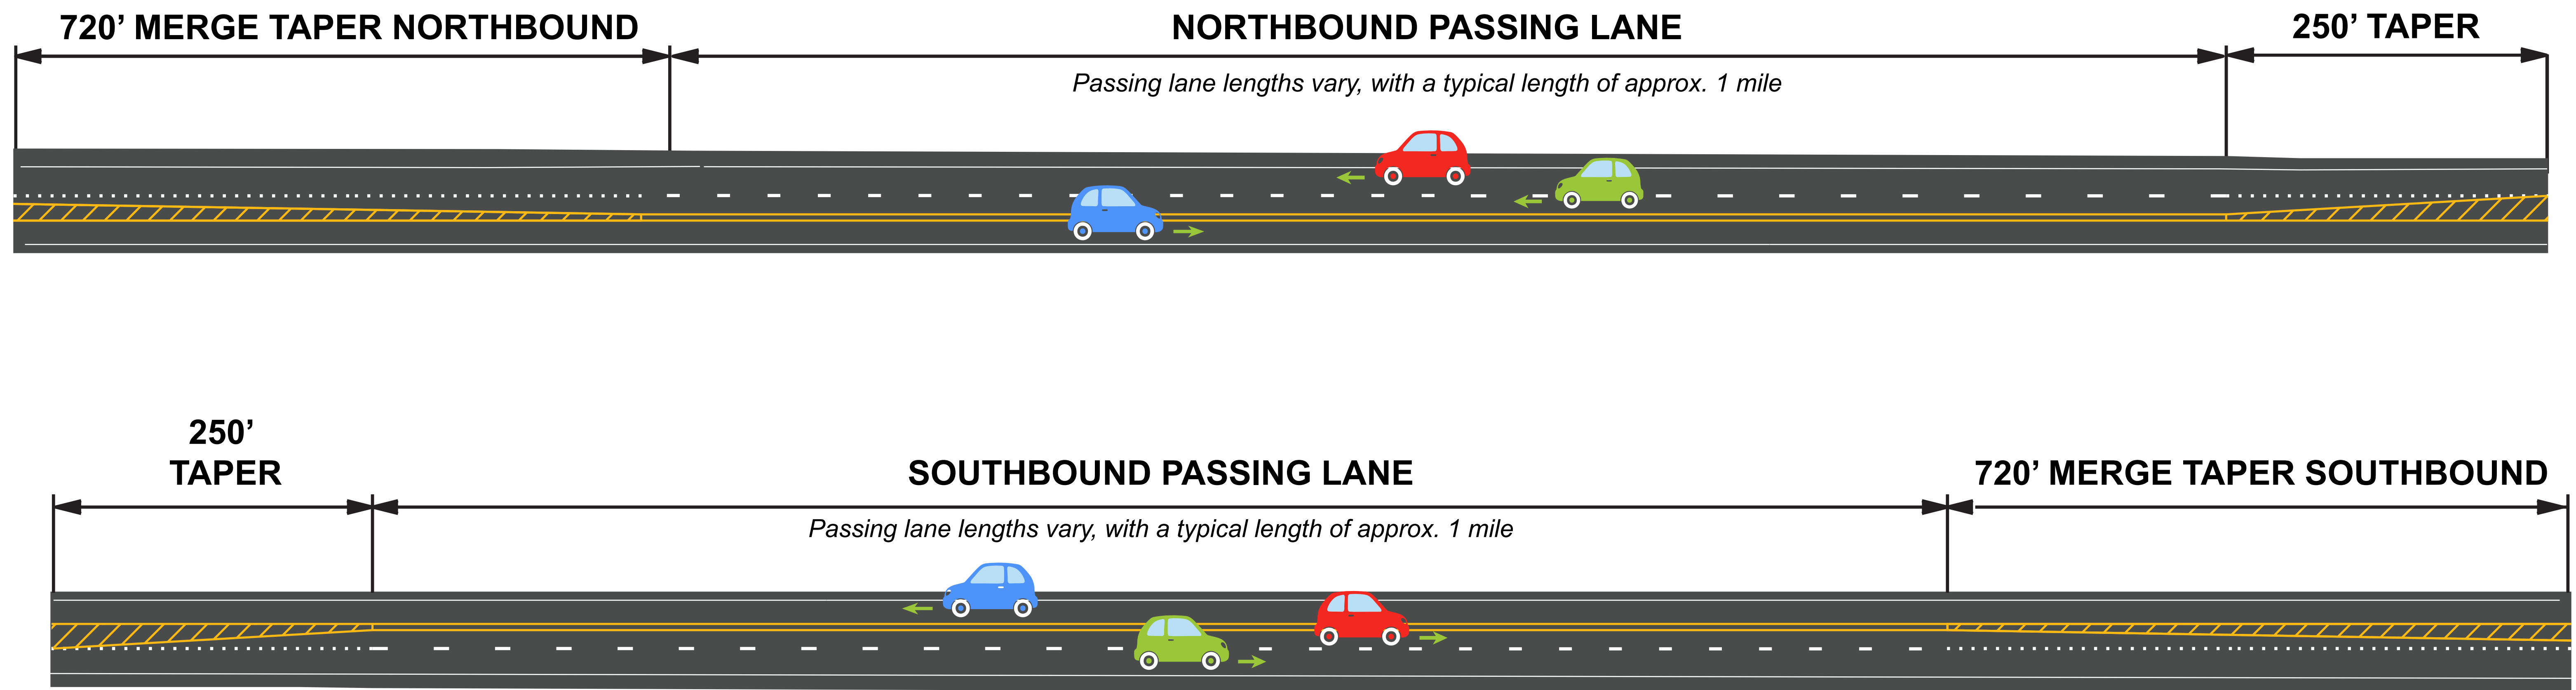 720’ MERGE TAPER NORTHBOUND
NORTHBOUND PASSING LANE
250’ TAPER
Passing lane lengths vary, with a typical length of approx. 1 mile
250’
TAPER
SOUTHBOUND PASSING LANE
720’ MERGE TAPER SOUTHBOUND
Passing lane lengths vary, with a typical length of approx. 1 mile